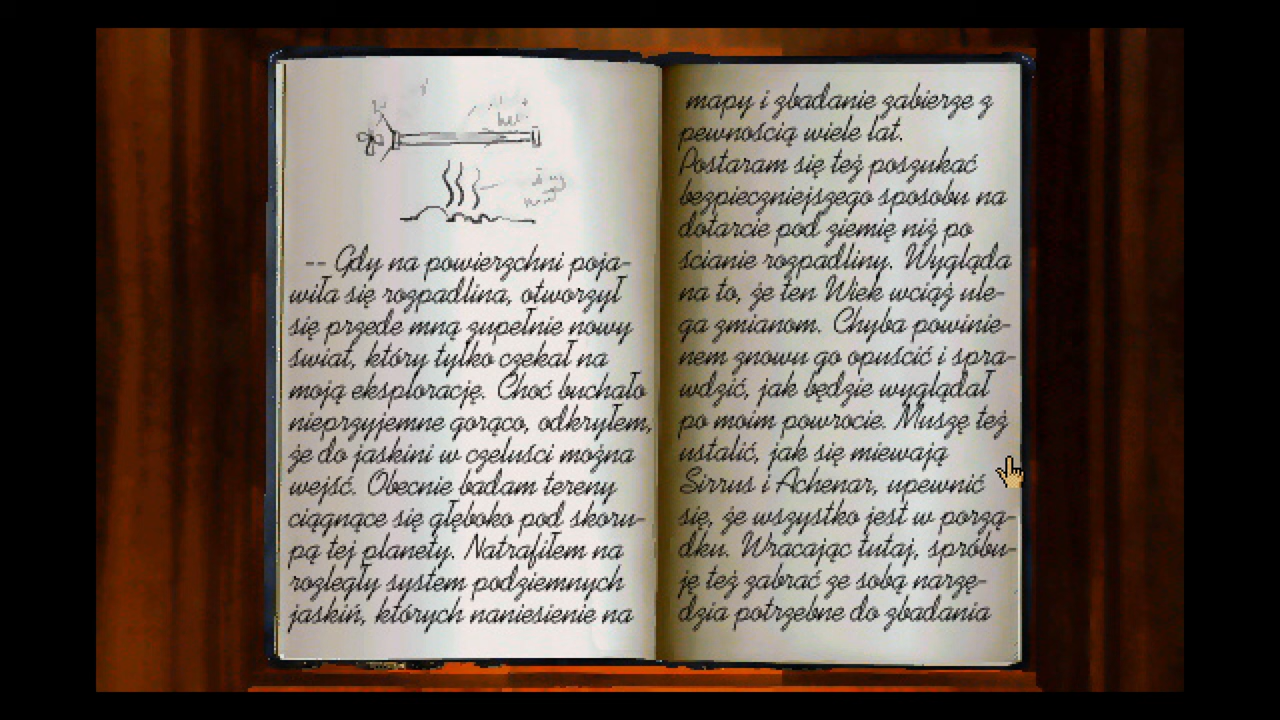 -- Gdy na powierzchni poja-
wiła się rozpadlina, otworzył
się przede mną zupełnie nowy
świat, który tylko czekał na
moją eksplorację. Choć buchało
nieprzyjemne gorąco, odkryłem,
że do jaskini w czeluści można
wejść. Obecnie badam tereny
ciągnące się głęboko pod skoru-
pą tej planety. Natrafiłem na
rozległy system podziemnych
jaskiń, których naniesienie na
mapy i zbadanie zabierze z
pewnością wiele lat.
Postaram się też poszukać
bezpieczniejszego sposobu na
dotarcie pod ziemię niż po
ścianie rozpadliny. Wygląda
na to, że ten Wiek wciąż ule-
ga zmianom. Chyba powinie-
nem znowu go opuścić i spra-
wdzić, jak będzie wyglądał
po moim powrocie. Muszę też
ustalić, jak się miewają
Sirrus i Achenar, upewnić
się, że wszystko jest w porzą-
dku. Wracając tutaj, spróbu-
ję też zabrać ze sobą narzę-
dzia potrzebne do zbadania